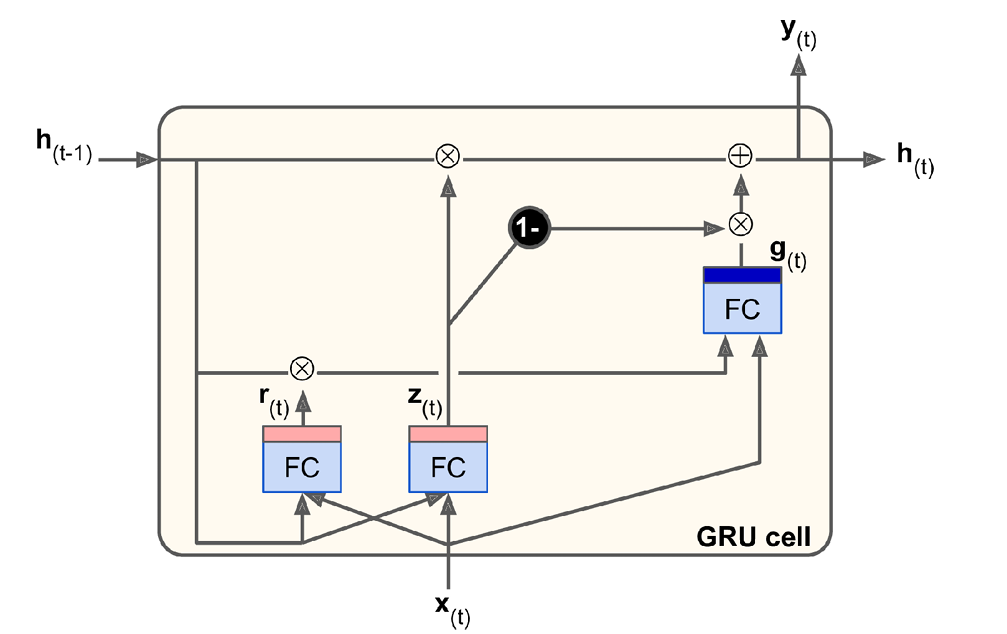 y(t)
h(t-1)
h(t)
1-
g(t)
FC
r(t)
z(t)
FC
FC
GRU cell
x(t)